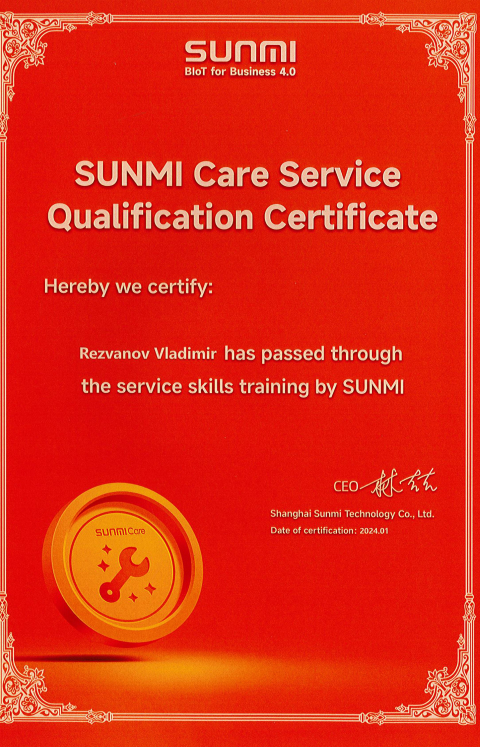 SUNMI
BIoT for Business 4.0
SUNMI Care Service
Qualification Certificate
Hereby we certify:
Rezvanov Vladimir has passed through
the service skills training by SUNMI
CEO
Shanghai Sunmi Technology Co., Ltd.
Date of certification: 2024.01
SUNMI Care